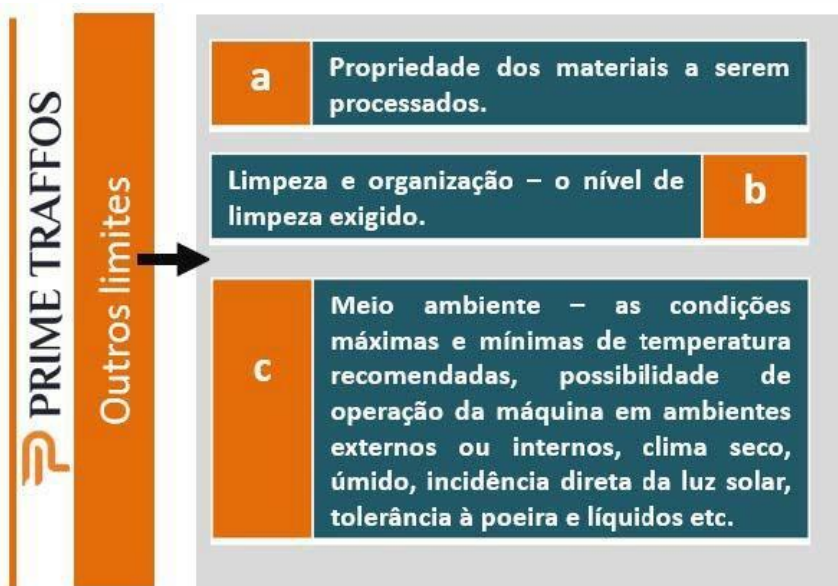 PRIME TRAFFOS
Outros limites
a
Propriedade dos materiais a serem
processados.
Limpeza e organização – o nível de
limpeza exigido.
b
c
Meio ambiente – as condições
máximas e mínimas de temperatura
recomendadas, possibilidade de
operação da máquina em ambientes
externos ou internos, clima seco,
úmido, incidência direta da luz solar,
tolerância à poeira e líquidos etc.